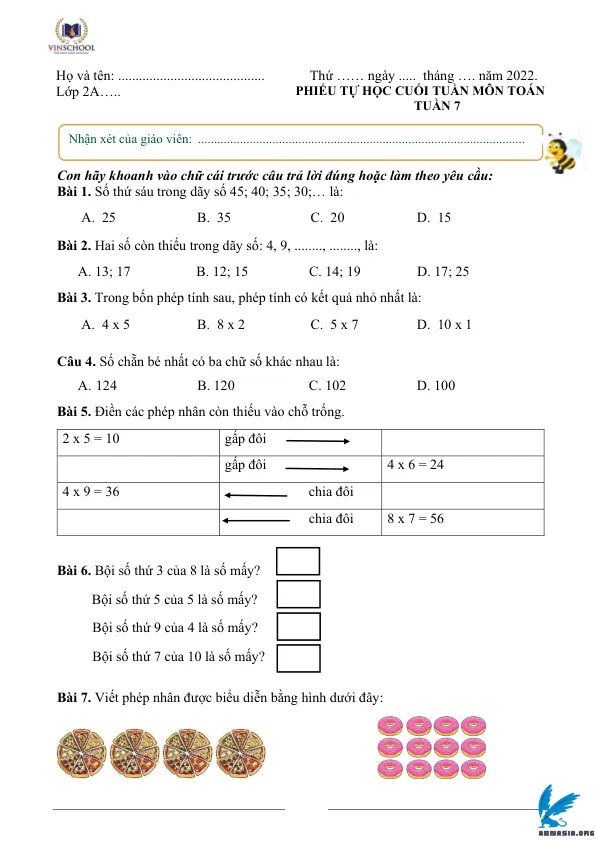 VINSCHOOL
Họ và tên: ..........................................
Thứ …… ngày ..... tháng …. năm 2022.
Lớp 2A…..
PHIẾU TỰ HỌC CUỐI TUẦN MÔN TOÁN
TUẦN 7
Nhận xét của giáo viên: ....................................................................................................
Con hãy khoanh vào chữ cái trước câu trả lời đúng hoặc làm theo yêu cầu:
Bài 1. Số thứ sáu trong dãy số 45; 40; 35; 30;… là:
A. 25 B. 35 C. 20 D. 15
Bài 2. Hai số còn thiếu trong dãy số: 4, 9, ........, ........, là:
A. 13; 17 B. 12; 15 C. 14; 19 D. 17; 25
Bài 3. Trong bốn phép tính sau, phép tính có kết quả nhỏ nhất là:
A. 4 x 5 B. 8 x 2 C. 5 x 7 D. 10 x 1
Câu 4. Số chẵn bé nhất có ba chữ số khác nhau là:
A. 124 B. 120 C. 102 D. 100
Bài 5. Điền các phép nhân còn thiếu vào chỗ trống.
2 x 5 = 10 gấp đôi
gấp đôi 4 x 6 = 24
4 x 9 = 36 chia đôi
chia đôi 8 x 7 = 56
Bài 6. Bội số thứ 3 của 8 là số mấy?
Bội số thứ 5 của 5 là số mấy?
Bội số thứ 9 của 4 là số mấy?
Bội số thứ 7 của 10 là số mấy?
Bài 7. Viết phép nhân được biểu diễn bằng hình dưới đây:
ABNASIA.ORG